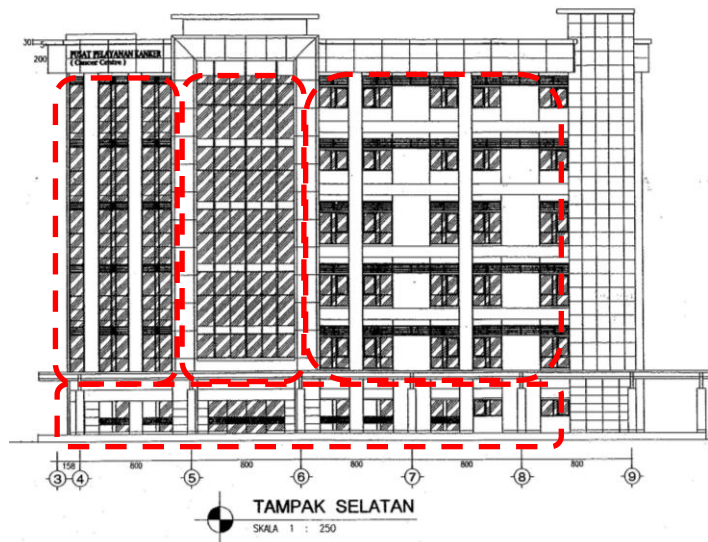 301
200
PUSAT PELAYANAN KANKER
( Cancer Centre )
158 800 800 800 800 800
3 4 5 6 7 8 9
TAMPAK SELATAN
SKALA 1 : 250